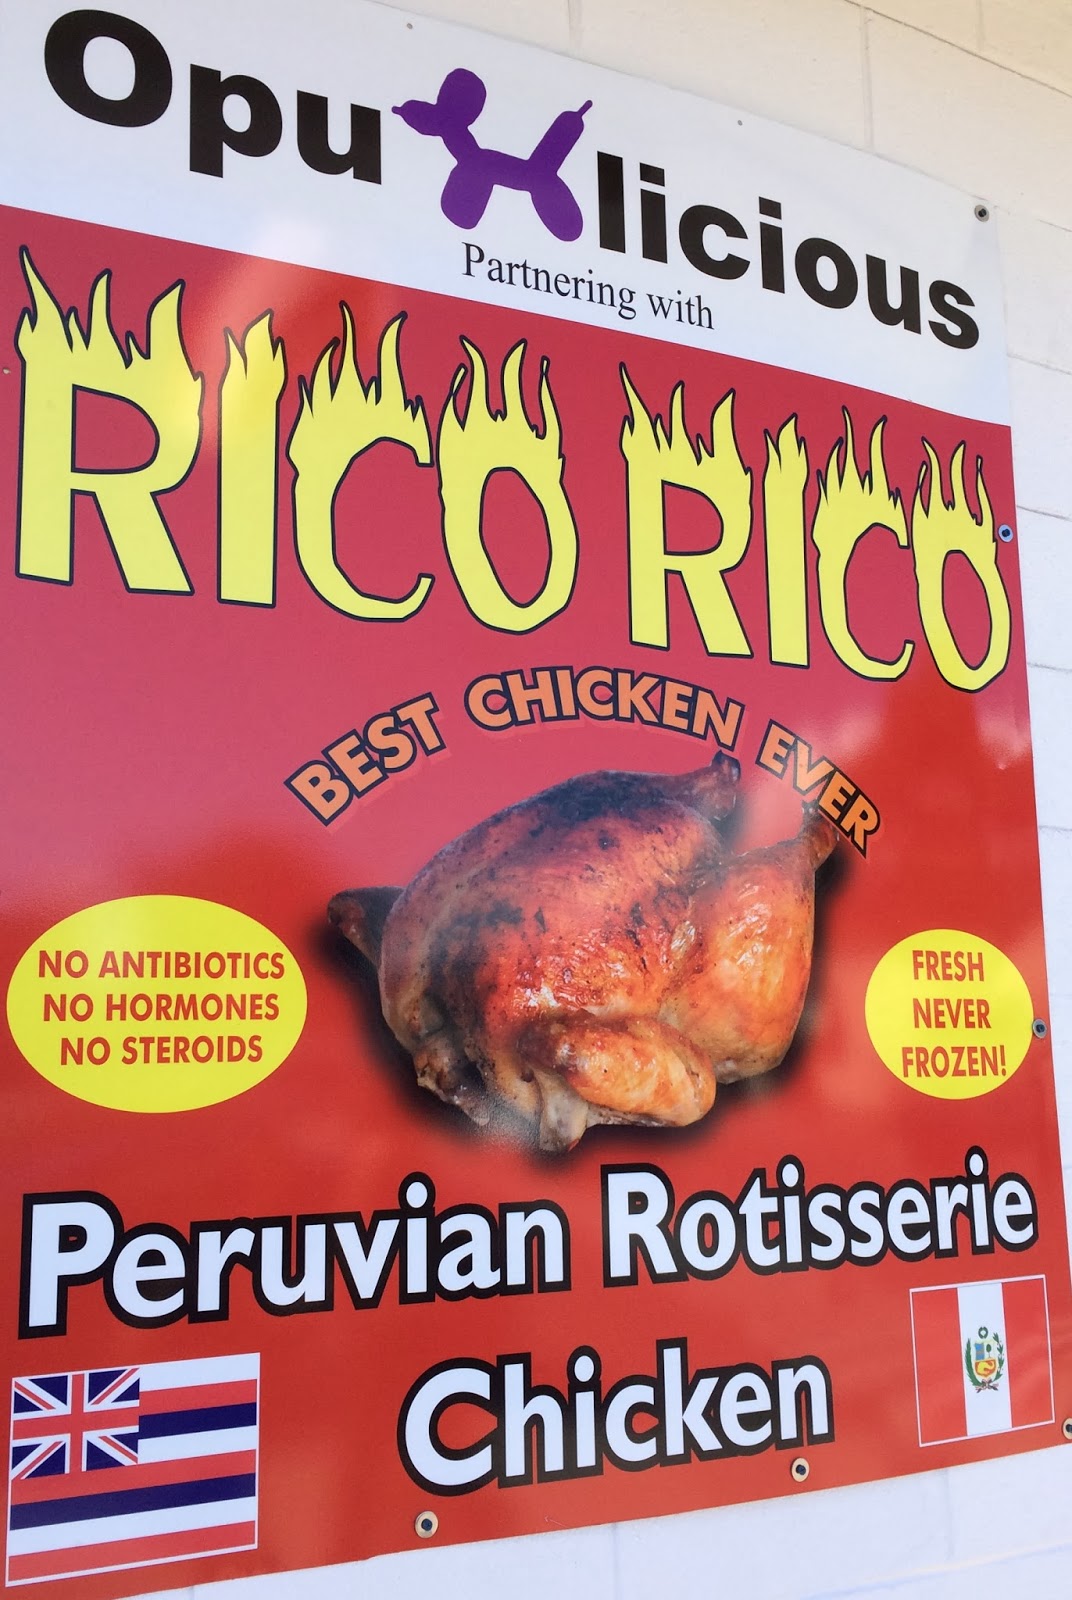 Opulicious
Partnering with
RICO RICO
BEST CHICKEN EVER
NO ANTIBIOTICS
NO HORMONES
NO STEROIDS
FRESH
NEVER
FROZEN!
Peruvian Rotisserie
Chicken